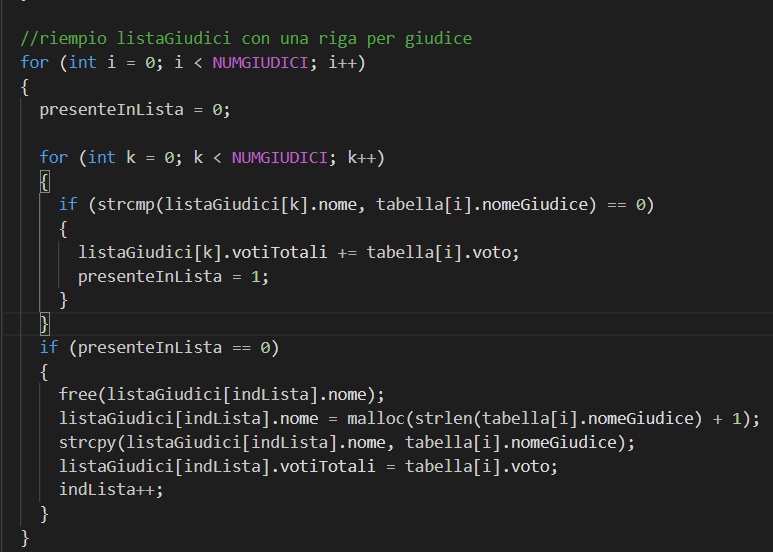 //riempio listaGiudici con una riga per giudice
for (int i = 0; i < NUMGIUDICI; i++)
{
presenteInLista = 0;
for (int k = 0; k < NUMGIUDICI; k++)
{
if (strcmp(listaGiudici[k].nome, tabella[i].nomeGiudice) == 0)
{
listaGiudici[k].votiTotali += tabella[i].voto;
presenteInLista = 1;
}
}
if (presenteInLista == 0)
{
free(listaGiudici[indLista].nome);
listaGiudici[indLista].nome = malloc(strlen(tabella[i].nomeGiudice) + 1);
strcpy(listaGiudici[indLista].nome, tabella[i].nomeGiudice);
listaGiudici[indLista].votiTotali = tabella[i].voto;
indLista++;
}
}